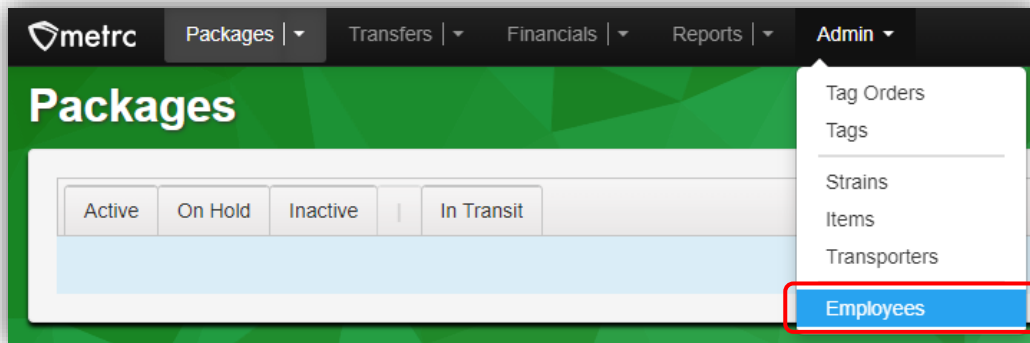 metrc Packages Transfers Financials Reports Admin
Packages
Tag Orders
Tags
Strains
Items
Transporters
Employees
Active On Hold Inactive | In Transit